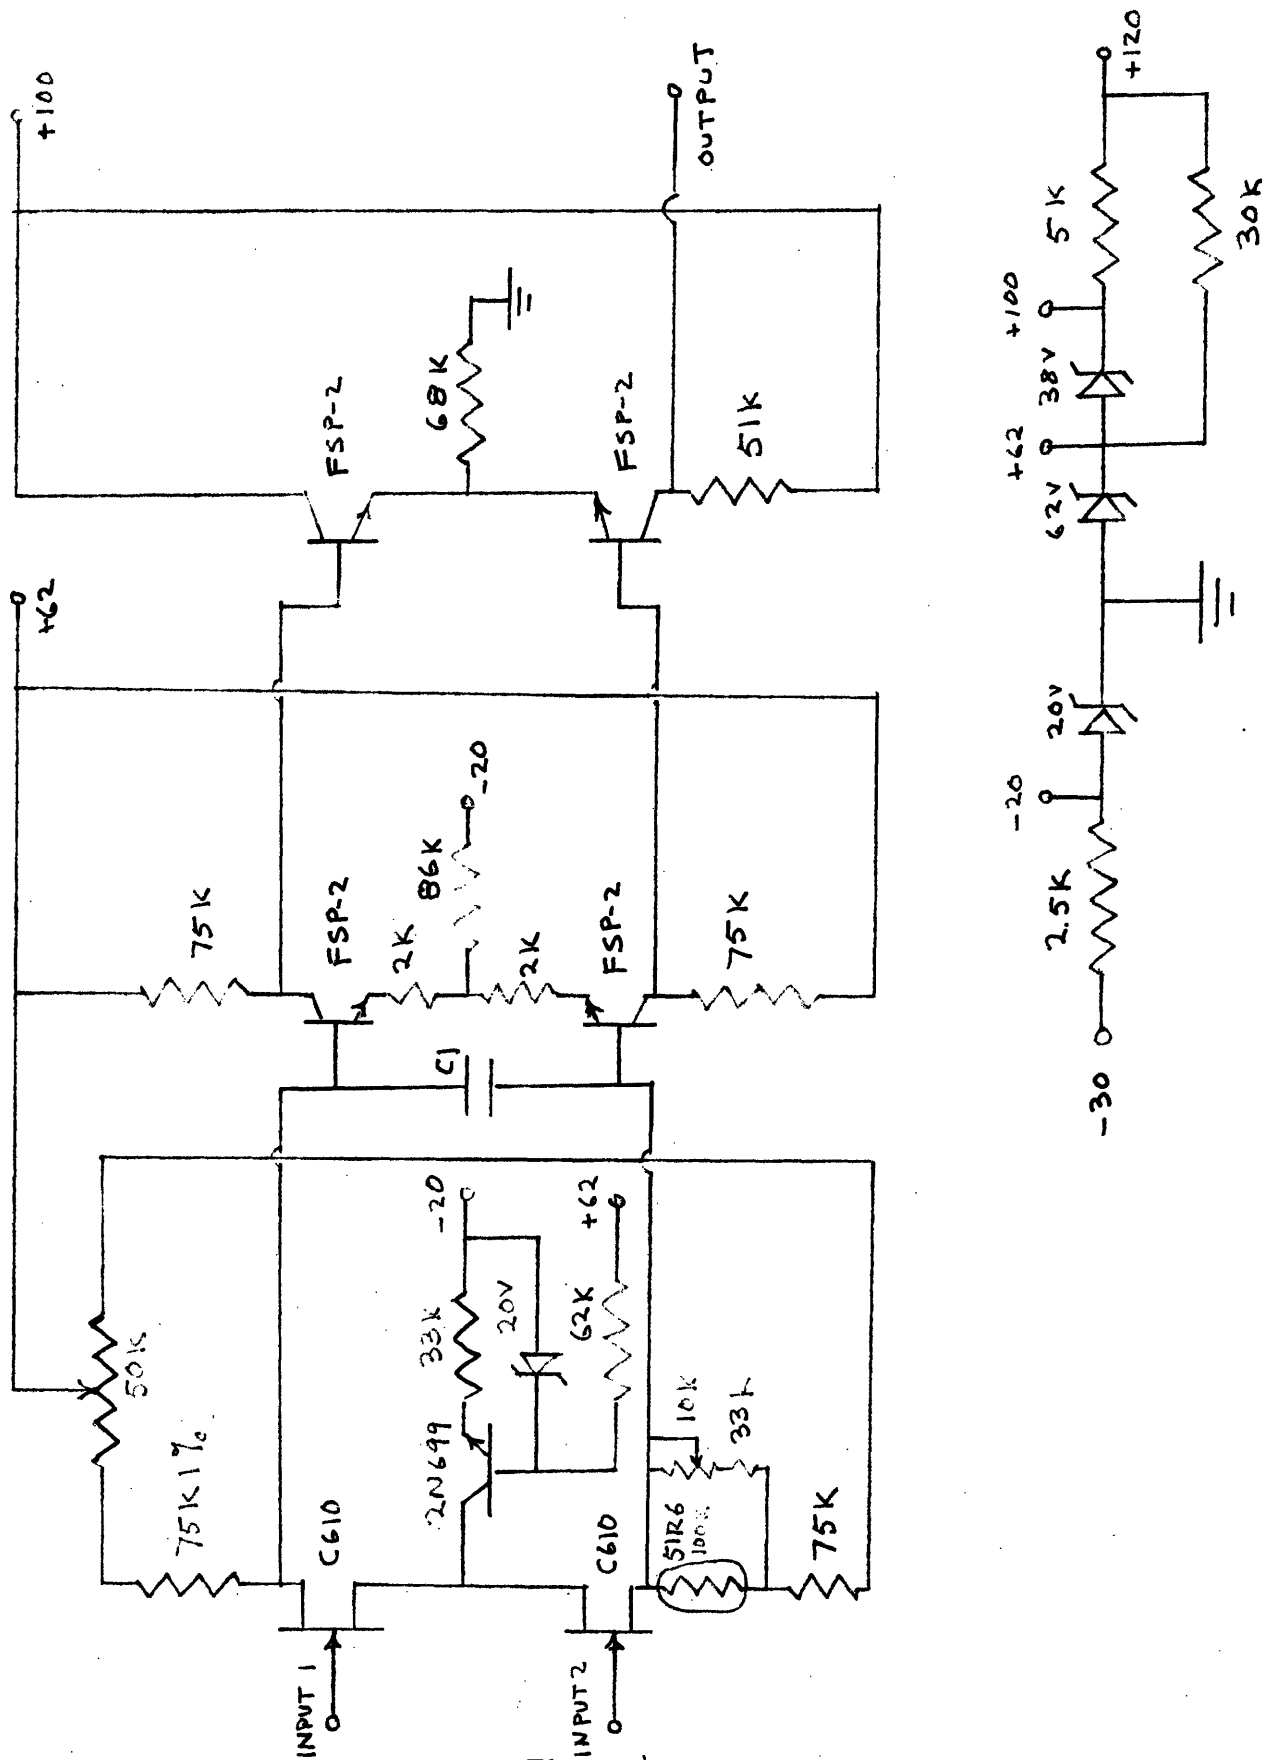 +100
+62
75K
FSP-2
2K
86K
-20
2K
FSP-2
75K
C1
FSP-2
68K
FSP-2
51K
OUTPUT
50K
75K 1%
C610
INPUT 1
2N699
33K
-20
20V
62K
+62
C610
INPUT 2
51R6
100K
10K
33K
75K
-30
2.5K
-20
20V
62V
+62
38V
+100
5K
+120
30K